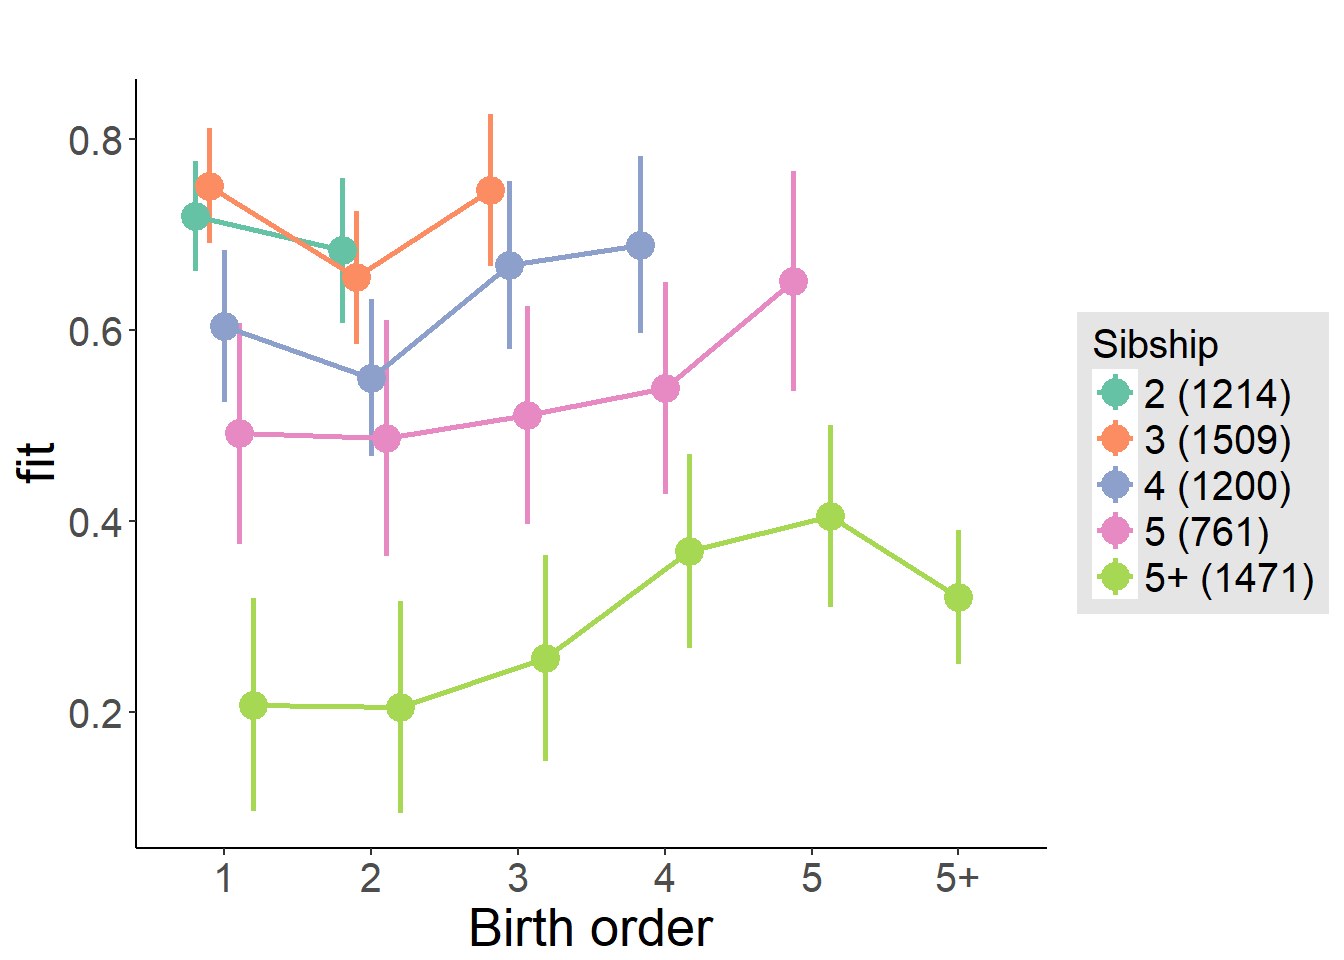 0.8
0.6
0.4
0.2
fit
1 2 3 4 5 5+
Birth order
Sibship
2 (1214)
3 (1509)
4 (1200)
5 (761)
5+ (1471)